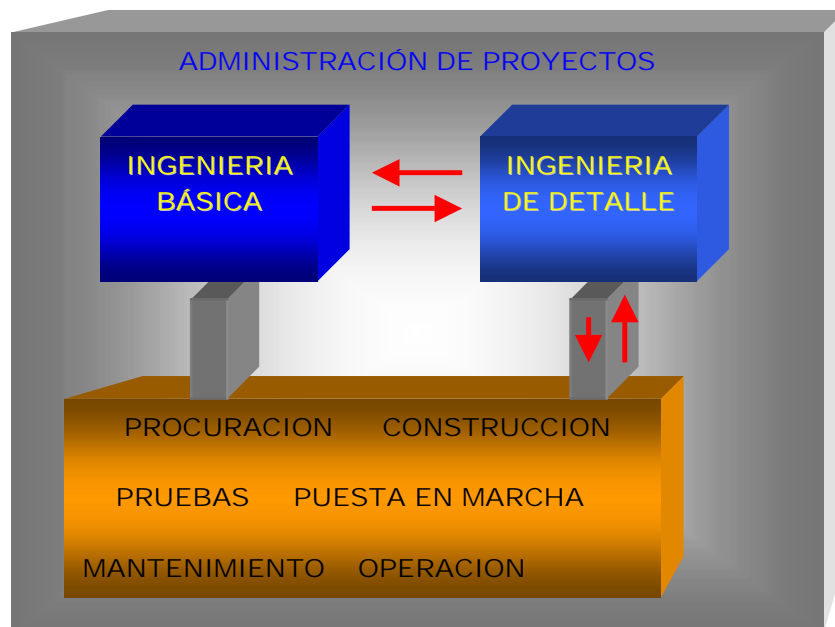 ADMINISTRACIÓN DE PROYECTOS
INGENIERIA
BÁSICA
INGENIERIA
DE DETALLE
PROCURACION CONSTRUCCION
PRUEBAS PUESTA EN MARCHA
MANTENIMIENTO OPERACION